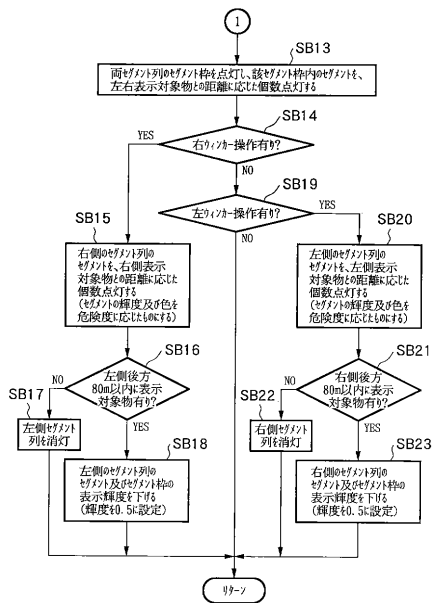 1
SB13
両セグメント列のセグメント枠を点灯し、該セグメント枠内のセグメントを、
左右表示対象物との距離に応じた個数点灯する
SB14
右ウィンカー操作有り?
YES
NO
SB19
左ウィンカー操作有り?
YES
NO
SB15
右側のセグメント列の
セグメントを、右側表示
対象物との距離に応じた
個数点灯する
(セグメントの輝度及び色を
危険度に応じたものにする)
SB20
左側のセグメント列の
セグメントを、左側表示
対象物との距離に応じた
個数点灯する
(セグメントの輝度及び色を
危険度に応じたものにする)
SB16
左側後方
80m以内に表示
対象物有り?
NO
YES
SB17
左側セグメント
列を消灯
SB18
左側のセグメント列の
セグメント及びセグメント枠の
表示輝度を下げる
(輝度を0.5に設定)
SB21
右側後方
80m以内に表示
対象物有り?
NO
YES
SB22
右側セグメント
列を消灯
SB23
右側のセグメント列の
セグメント及びセグメント枠の
表示輝度を下げる
(輝度を0.5に設定)
リターン